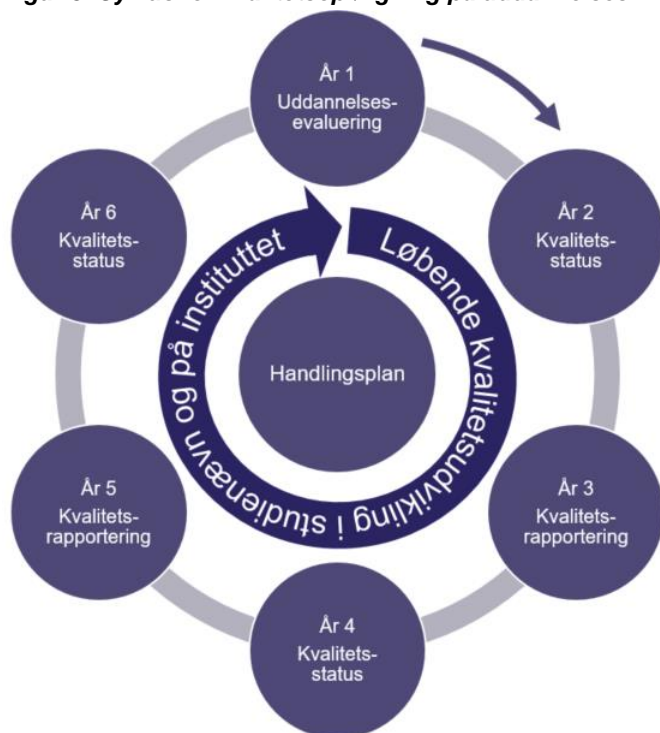 År 1
Uddannelses-
evaluering
År 2
Kvalitets-
status
År 3
Kvalitets-
rapportering
År 4
Kvalitets-
status
År 5
Kvalitets-
rapportering
År 6
Kvalitets-
status
Løbende kvalitetsudvikling i studienævn og på instituttet
Handlingsplan